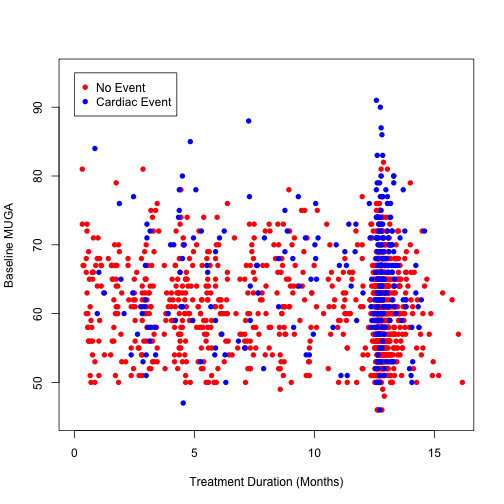 No Event
Cardiac Event
90
80
70
60
50
Baseline MUGA
0 5 10 15
Treatment Duration (Months)